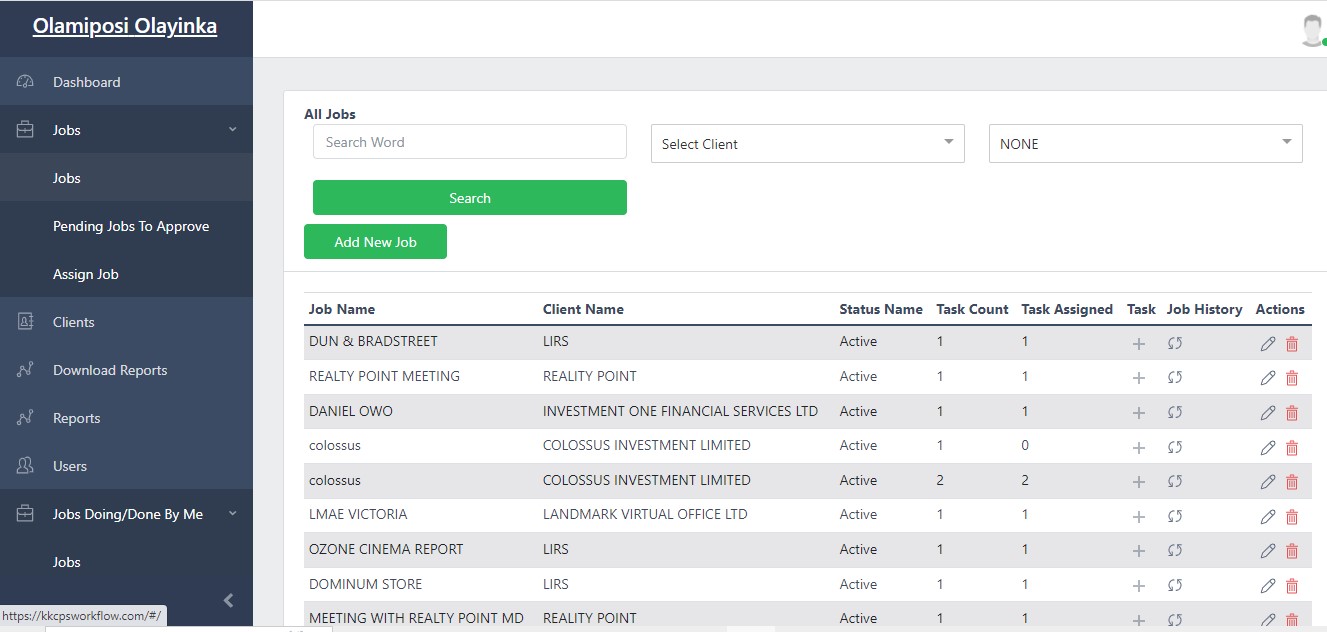 Olamiposi Olayinka
Dashboard
Jobs
Jobs
Pending Jobs To Approve
Assign Job
Clients
Download Reports
Reports
Users
Jobs Doing/Done By Me
Jobs
https://kkcpsworkflow.com/#/
All Jobs
Search Word Select Client NONE
Search
Add New Job
Job Name Client Name Status Name Task Count Task Assigned Task Job History Actions
DUN & BRADSTREET LIRS Active 1 1
REALTY POINT MEETING REALITY POINT Active 1 1
DANIEL OWO INVESTMENT ONE FINANCIAL SERVICES LTD Active 1 1
colossus COLOSSUS INVESTMENT LIMITED Active 1 0
colossus COLOSSUS INVESTMENT LIMITED Active 2 2
LMAE VICTORIA LANDMARK VIRTUAL OFFICE LTD Active 1 1
OZONE CINEMA REPORT LIRS Active 1 1
DOMINUM STORE LIRS Active 1 1
MEETING WITH REALTY POINT MD REALITY POINT Active 1 1